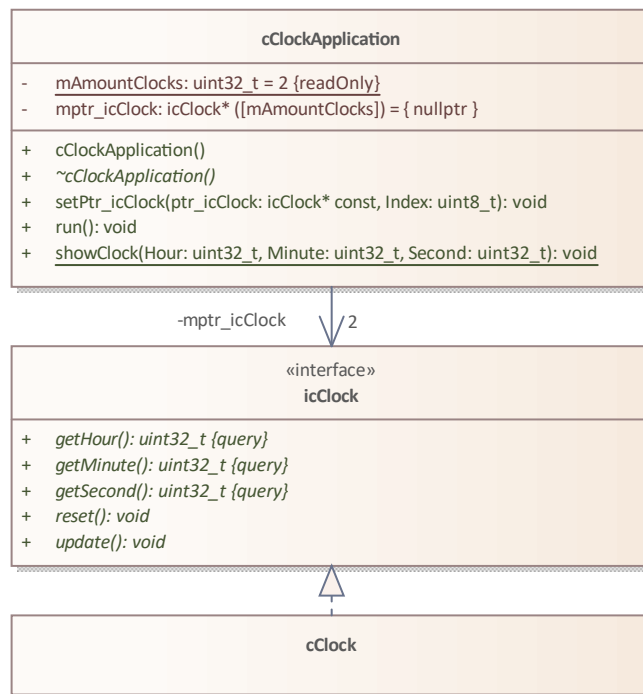 cClockApplication
- mAmountClocks: uint32_t = 2 {readOnly}
- mptr_icClock: icClock* ([mAmountClocks]) = { nullptr }
+ cClockApplication()
+ ~cClockApplication()
+ setPtr_icClock(ptr_icClock: icClock* const, Index: uint8_t): void
+ run(): void
+ showClock(Hour: uint32_t, Minute: uint32_t, Second: uint32_t): void
-mptr_icClock 2
«interface»
icClock
+ getHour(): uint32_t {query}
+ getMinute(): uint32_t {query}
+ getSecond(): uint32_t {query}
+ reset(): void
+ update(): void
cClock